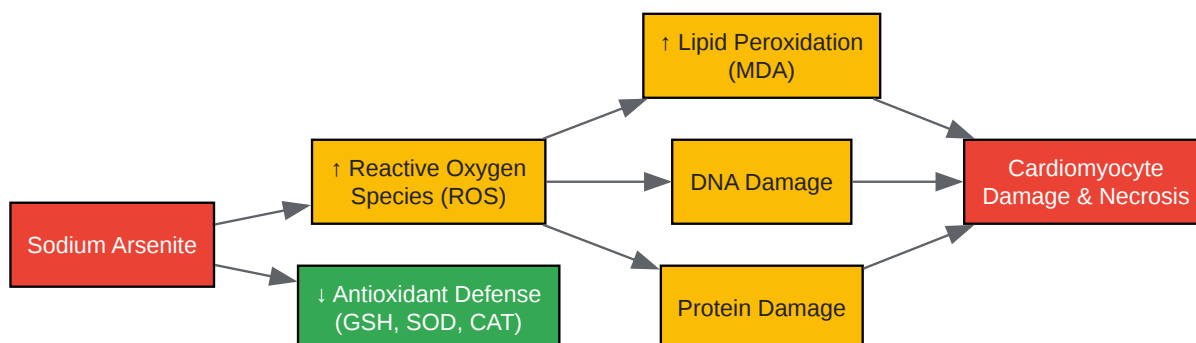 Sodium Arsenite
↑ Reactive Oxygen
Species (ROS)
↓ Antioxidant Defense
(GSH, SOD, CAT)
↑ Lipid Peroxidation
(MDA)
DNA Damage
Protein Damage
Cardiomyocyte
Damage & Necrosis